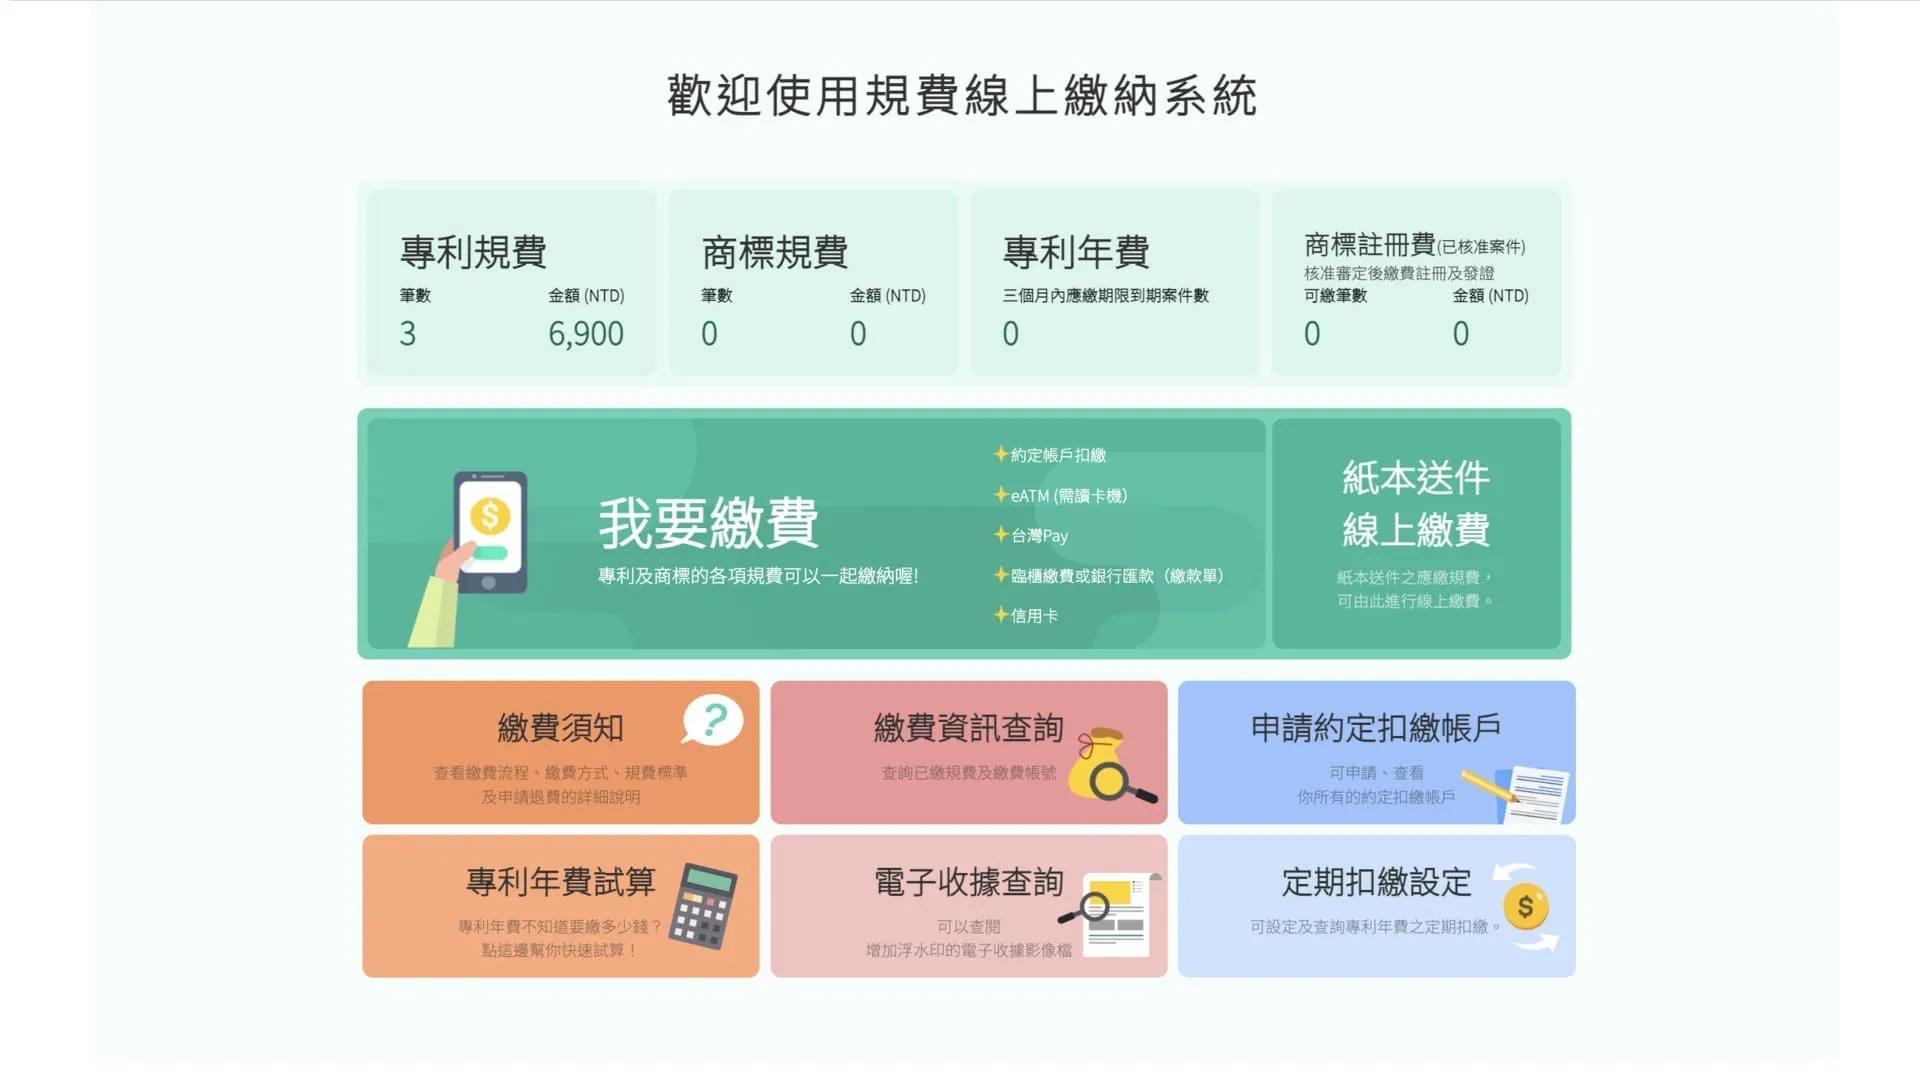 歡迎使用規費線上繳納系統
專利規費
筆數 金額 (NTD)
3 6,900
商標規費
筆數 金額 (NTD)
0 0
專利年費
三個月內應繳期限到期案件數
0
商標註冊費(已核准案件)
核准審定後繳費註冊及發證
可繳筆數 金額 (NTD)
0 0
我要繳費
專利及商標的各項規費可以一起繳納喔!
約定帳戶扣繳
eATM (需讀卡機)
台灣Pay
臨櫃繳費或銀行匯款（繳款單）
信用卡
紙本送件
線上繳費
紙本送件之應繳規費，
可由此進行線上繳費。
繳費須知
查看繳費流程、繳費方式、規費標準
及申請退費的詳細說明
繳費資訊查詢
查詢已繳規費及繳費帳號
申請約定扣繳帳戶
可申請、查看
你所有的約定扣繳帳戶
專利年費試算
專利年費不知道要繳多少錢？
點這邊幫你快速試算！
電子收據查詢
可以查閱
增加浮水印的電子收據影像檔
定期扣繳設定
可設定及查詢專利年費之定期扣繳。